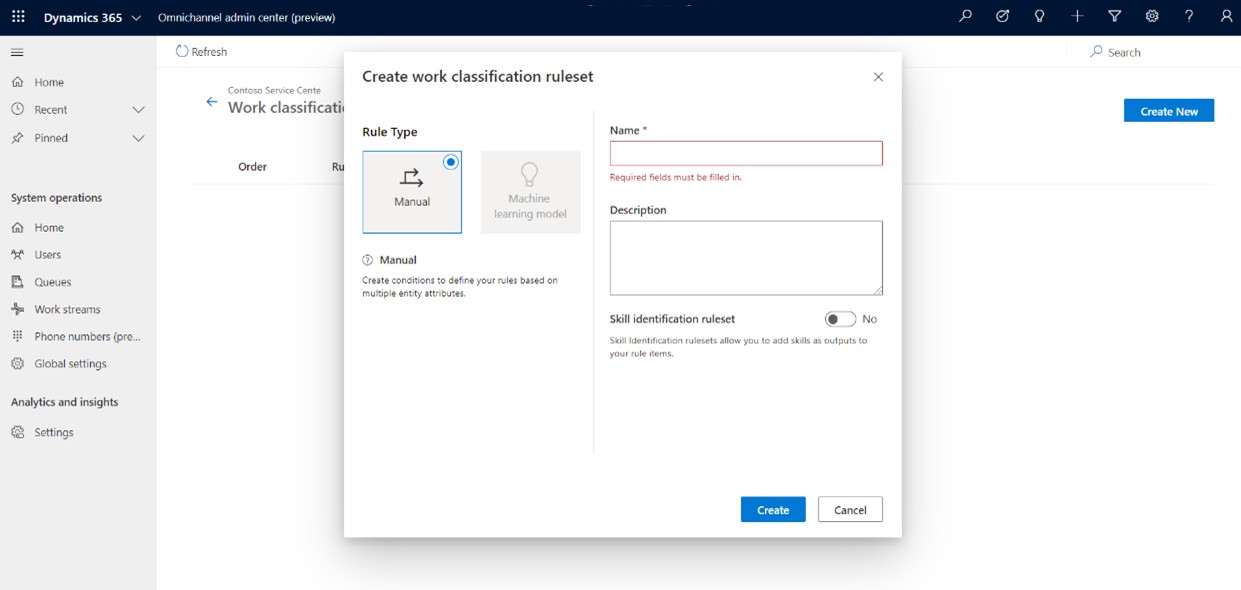 Dynamics 365
Omnichannel admin center (preview)
Refresh
Search
Home
Recent
Pinned
System operations
Home
Users
Queues
Work streams
Phone numbers (pre...
Global settings
Analytics and insights
Settings
Contoso Service Cente
Work classificati
Create New
Order
Ru
Create work classification ruleset
Rule Type
Manual
Machine
learning model
Manual
Create conditions to define your rules based on
multiple entity attributes.
Name *
Required fields must be filled in.
Description
Skill identification ruleset
No
Skill Identification rulesets allow you to add skills as outputs to
your rule items.
Create
Cancel